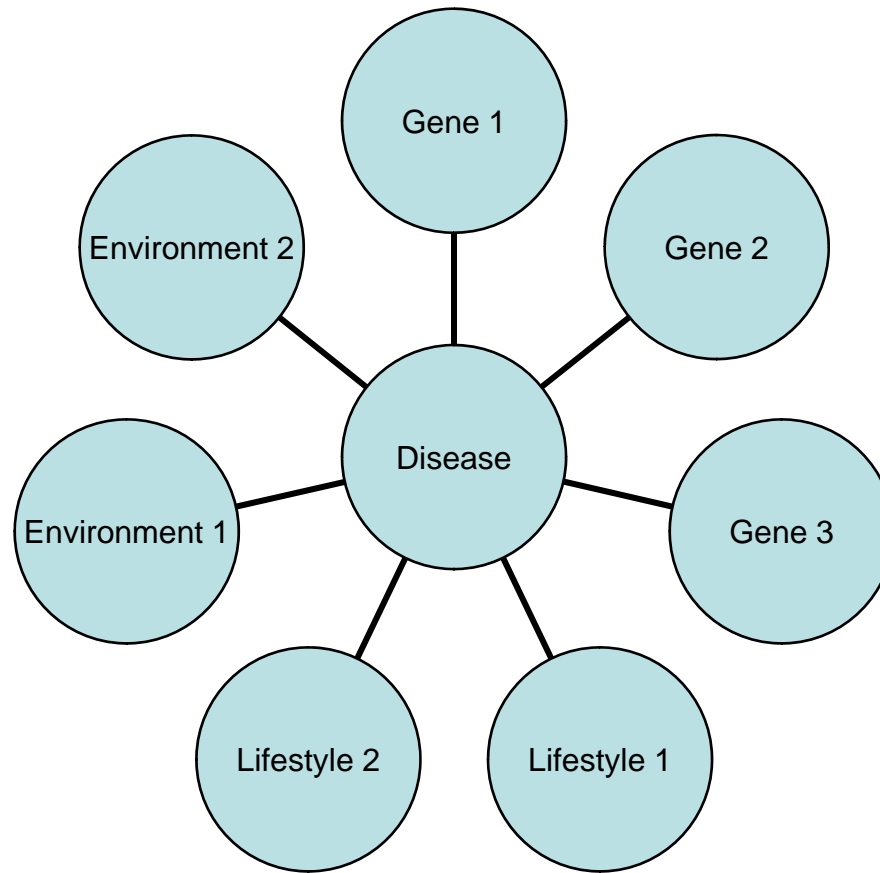 Gene 1
Environment 2
Gene 2
Disease
Environment 1
Gene 3
Lifestyle 2
Lifestyle 1